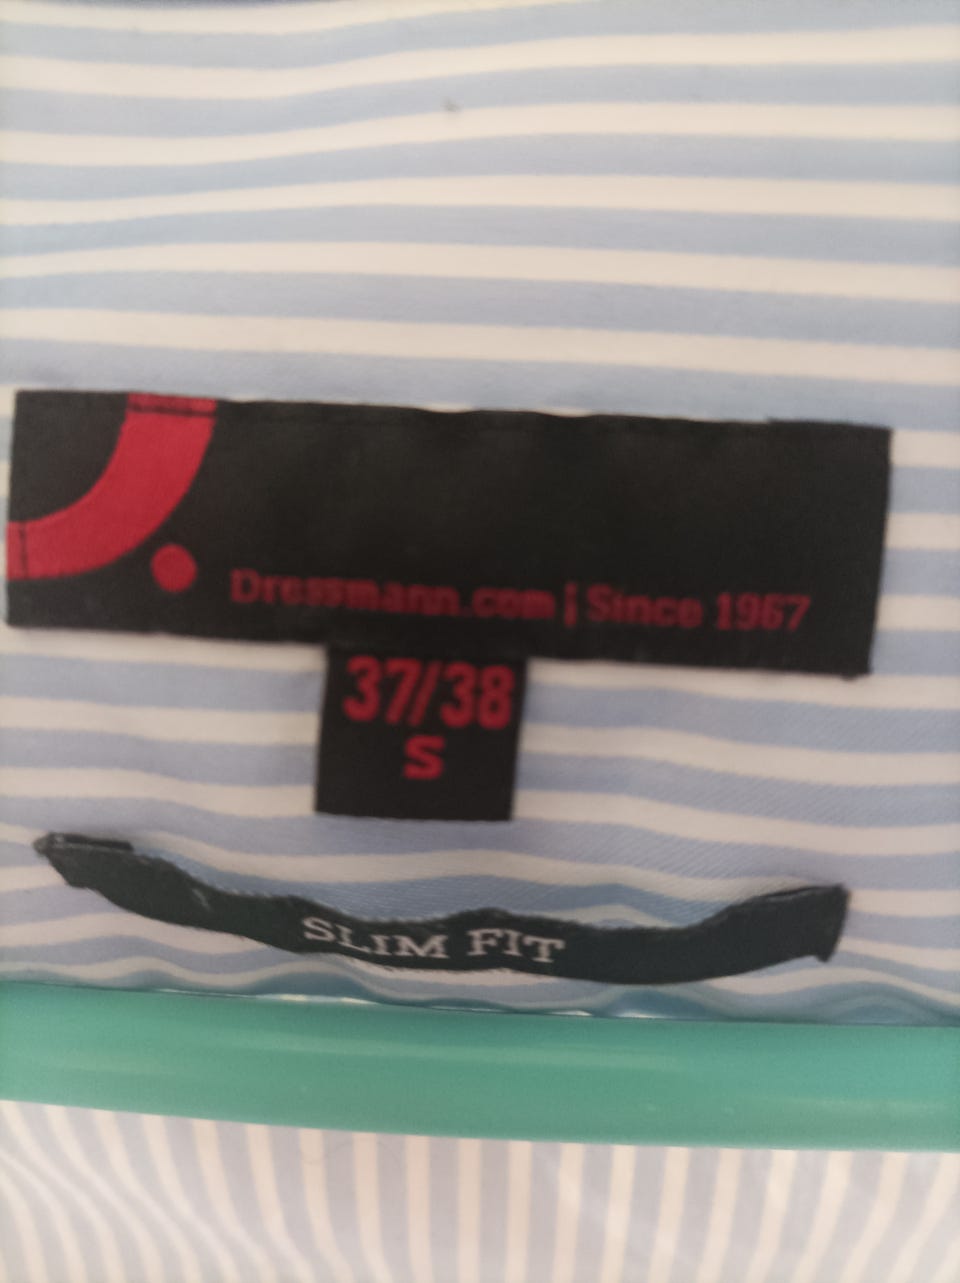 Dressmann.com | Since 1967
37/38
S
SLIM FIT